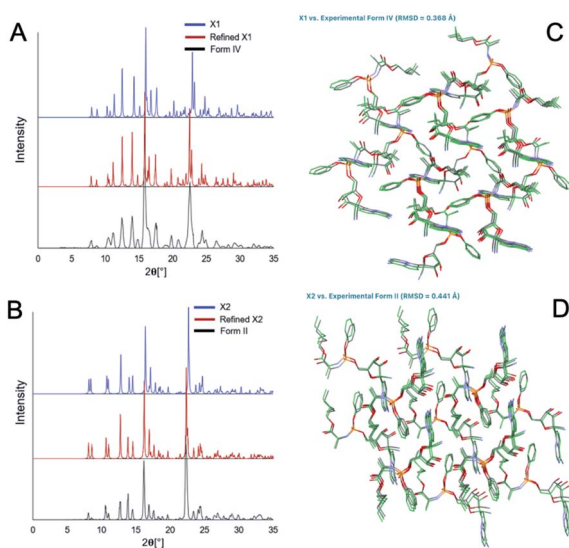 A
X1
Refined X1
Form IV
Intensity
0 5 10 15 20 25 30 35
2θ[°]
X1 vs. Experimental Form IV (RMSD = 0.368 Å)
C
B
X2
Refined X2
Form II
Intensity
0 5 10 15 20 25 30 35
2θ[°]
X2 vs. Experimental Form II (RMSD = 0.441 Å)
D